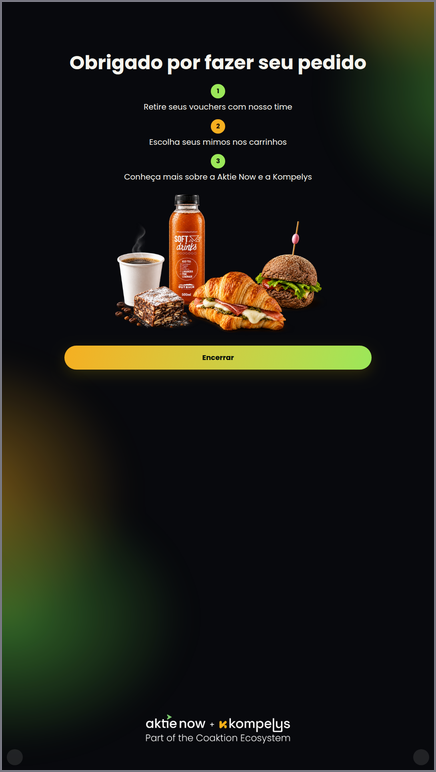 Obrigado por fazer seu pedido
1
Retire seus vouchers com nosso time
2
Escolha seus mimos nos carrinhos
3
Conheça mais sobre a Aktie Now e a Kompelys
SOFT
drinks
Encerrar
aktie now + kompelys
Part of the Coaktion Ecosystem